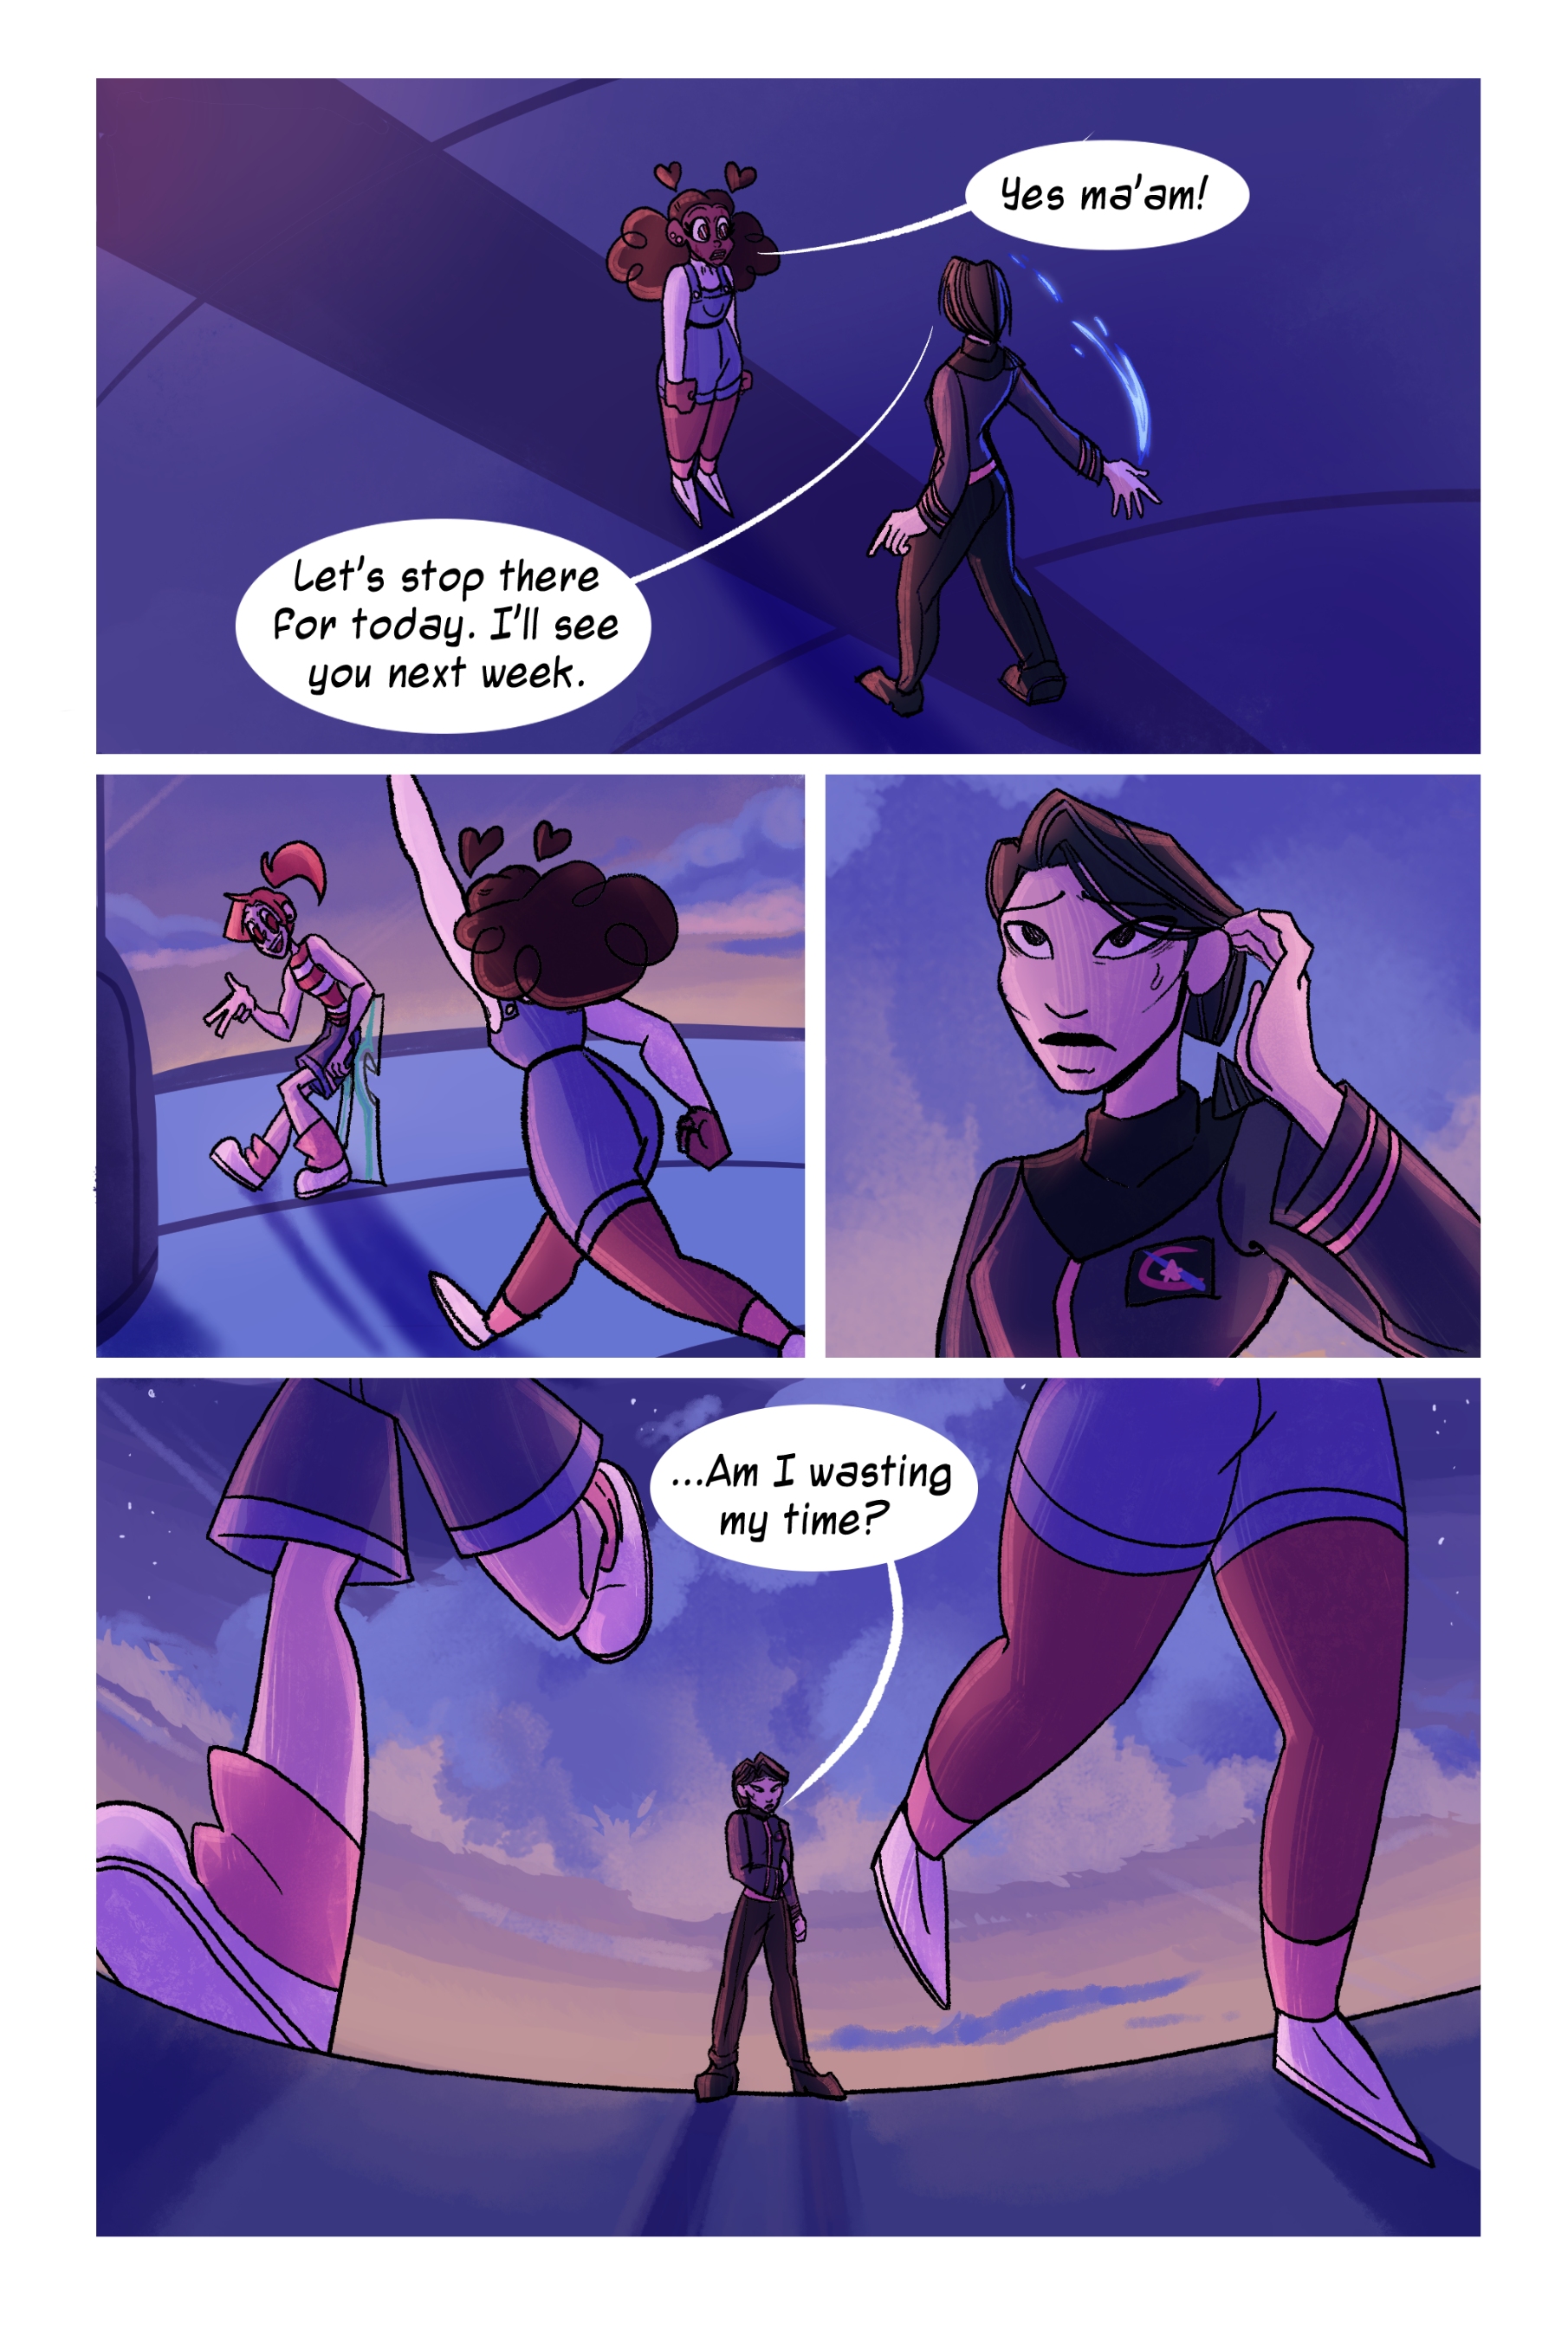 Yes ma'am!
Let's stop there
for today. I'll see
you next week.
...Am I wasting
my time?